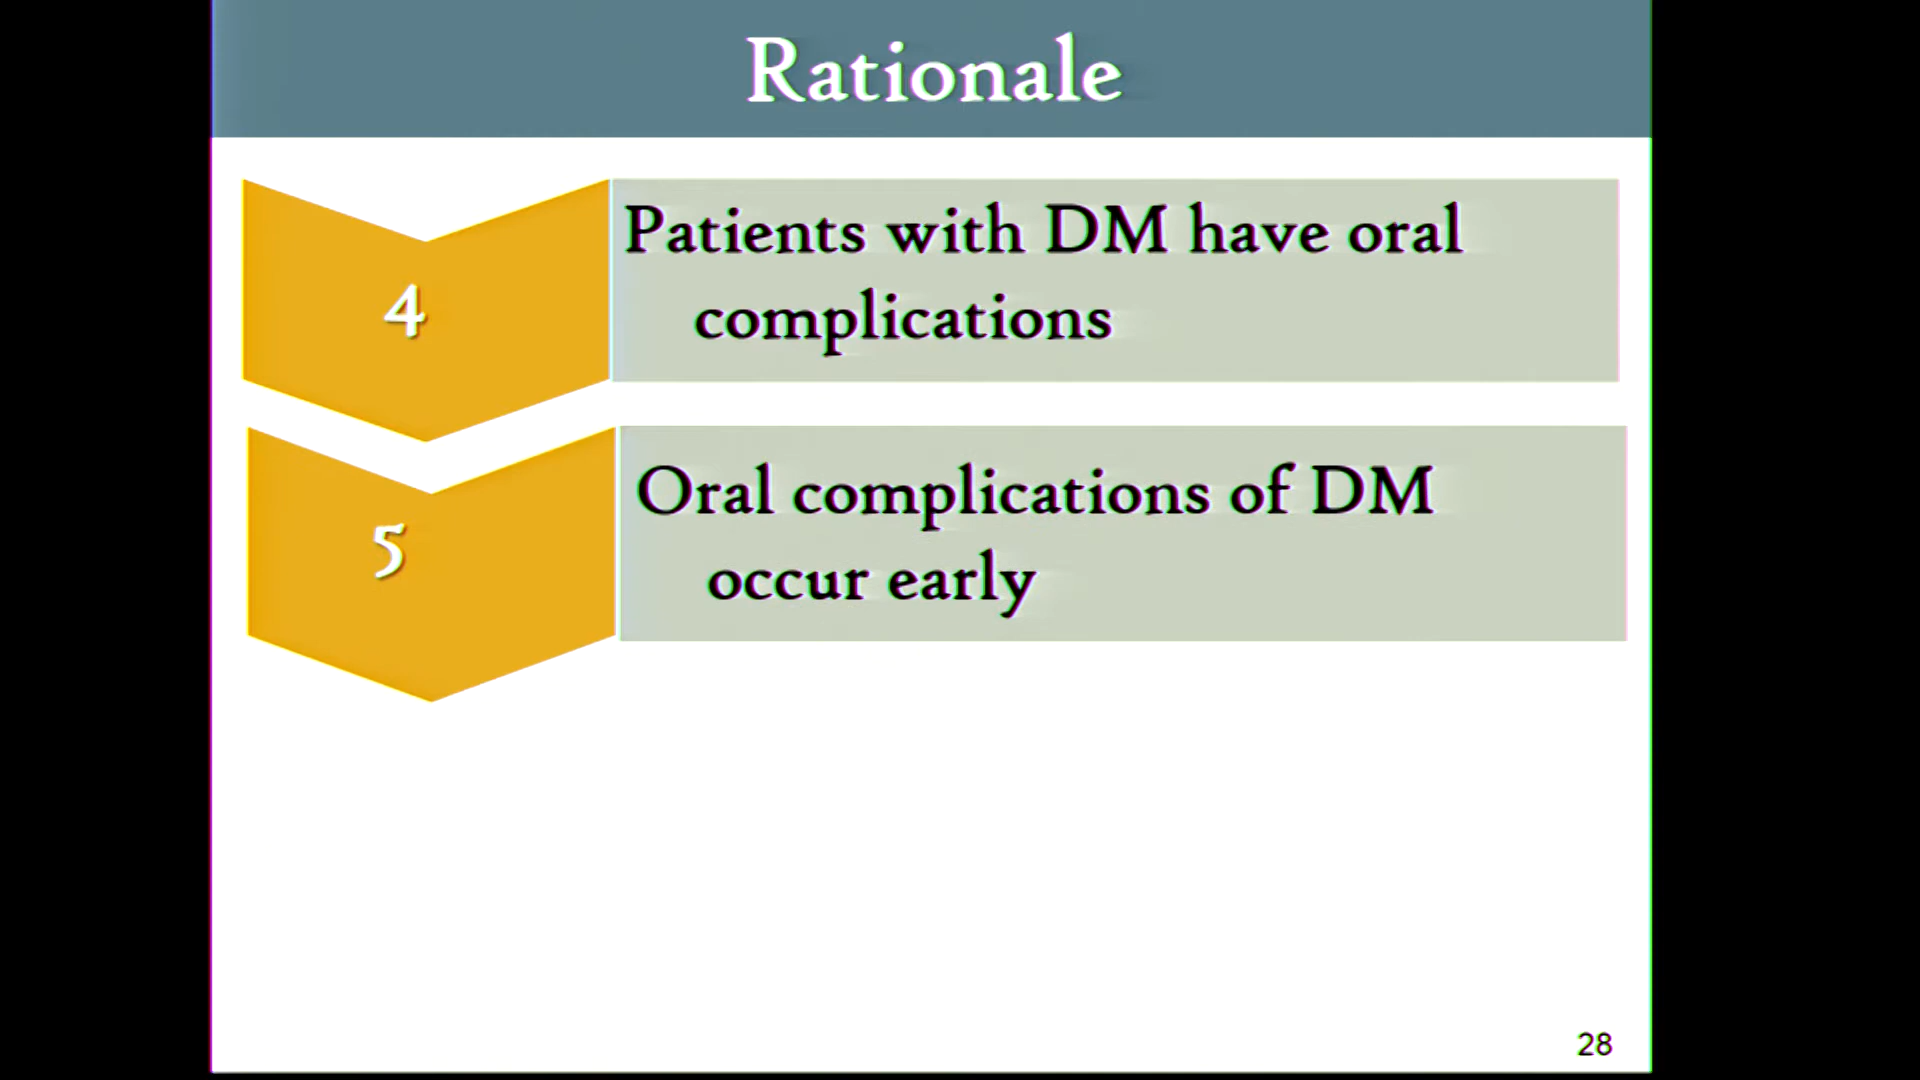 Rationale
4
Patients with DM have oral
complications
5
Oral complications of DM
occur early
28